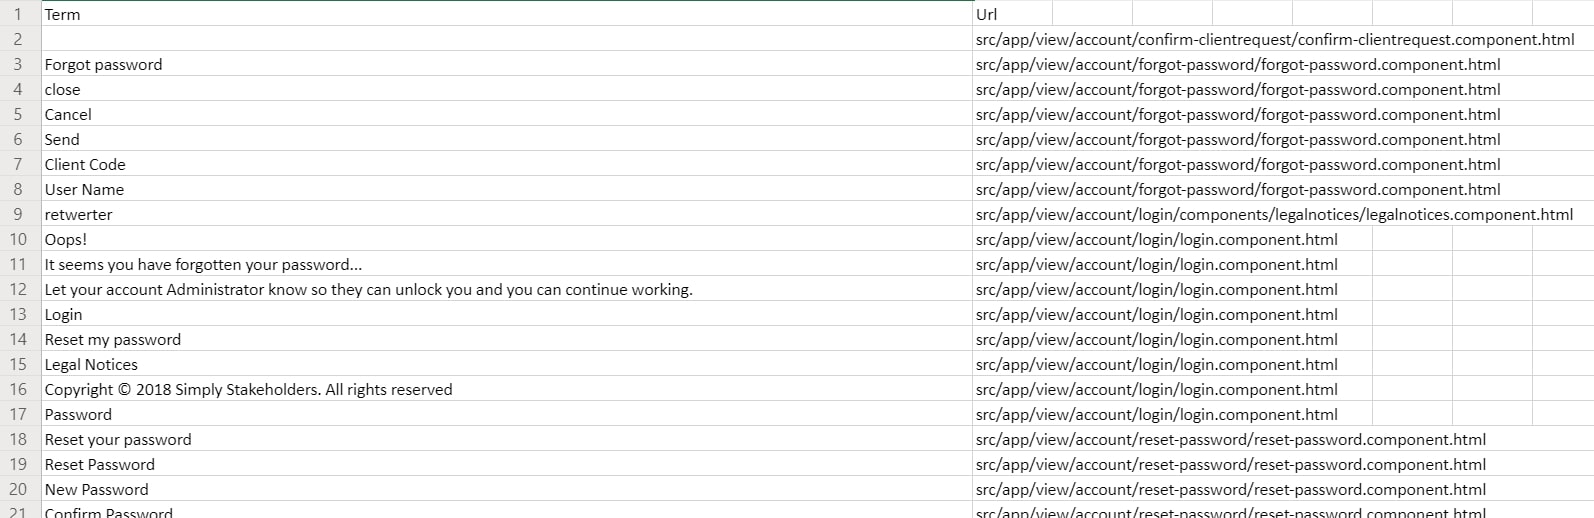 1 Term Url
2 src/app/view/account/confirm-clientrequest/confirm-clientrequest.component.html
3 Forgot password src/app/view/account/forgot-password/forgot-password.component.html
4 close src/app/view/account/forgot-password/forgot-password.component.html
5 Cancel src/app/view/account/forgot-password/forgot-password.component.html
6 Send src/app/view/account/forgot-password/forgot-password.component.html
7 Client Code src/app/view/account/forgot-password/forgot-password.component.html
8 User Name src/app/view/account/forgot-password/forgot-password.component.html
9 retwerter src/app/view/account/login/components/legalnotices/legalnotices.component.html
10 Oops! src/app/view/account/login/login.component.html
11 It seems you have forgotten your password... src/app/view/account/login/login.component.html
12 Let your account Administrator know so they can unlock you and you can continue working. src/app/view/account/login/login.component.html
13 Login src/app/view/account/login/login.component.html
14 Reset my password src/app/view/account/login/login.component.html
15 Legal Notices src/app/view/account/login/login.component.html
16 Copyright © 2018 Simply Stakeholders. All rights reserved src/app/view/account/login/login.component.html
17 Password src/app/view/account/login/login.component.html
18 Reset your password src/app/view/account/reset-password/reset-password.component.html
19 Reset Password src/app/view/account/reset-password/reset-password.component.html
20 New Password src/app/view/account/reset-password/reset-password.component.html
21 Confirm Password src/app/view/account/reset-password/reset-password.component.html